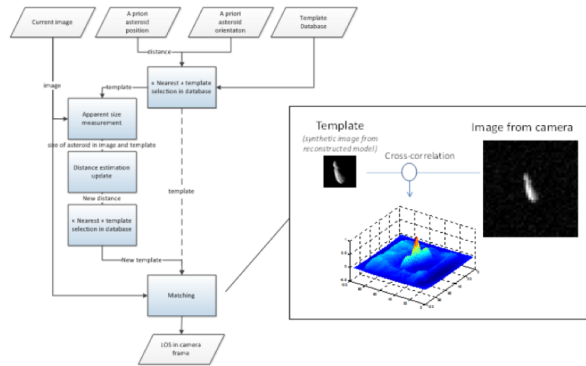 Current image
A priori
asteroid
position
A priori
asteroid
orientaton
Template
Database
distance
image
template
« Nearest » template
selection in database
Apparent size
measurement
size of asteroid in image and template
Distance estimation
update
template
New distance
« Nearest » template
selection in database
New template
Matching
LOS in camera
frame
Template
(synthetic image from
reconstructed model)
Image from camera
Cross-correlation